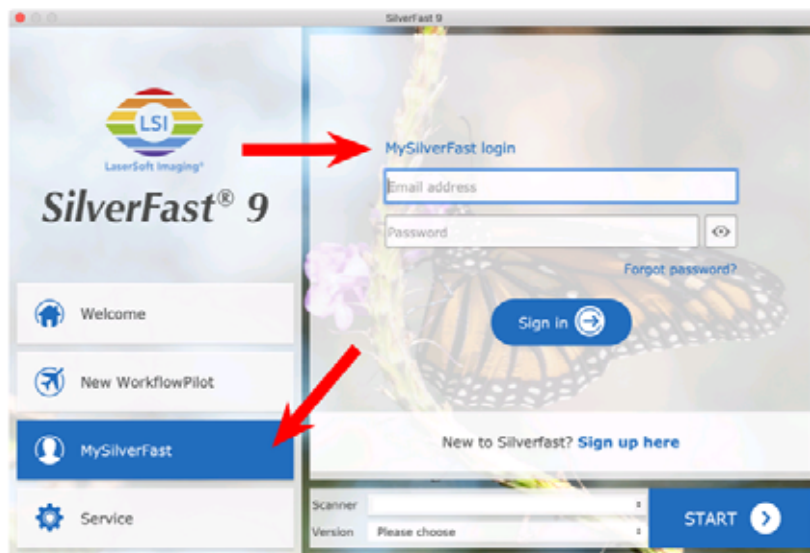 SilverFast 9
LSI
LaserSoft Imaging®
SilverFast® 9
Welcome
New WorkflowPilot
MySilverFast
Service
MySilverFast login
Email address
Password
Forgot password?
Sign in
New to Silverfast? Sign up here
Scanner
Version Please choose
START